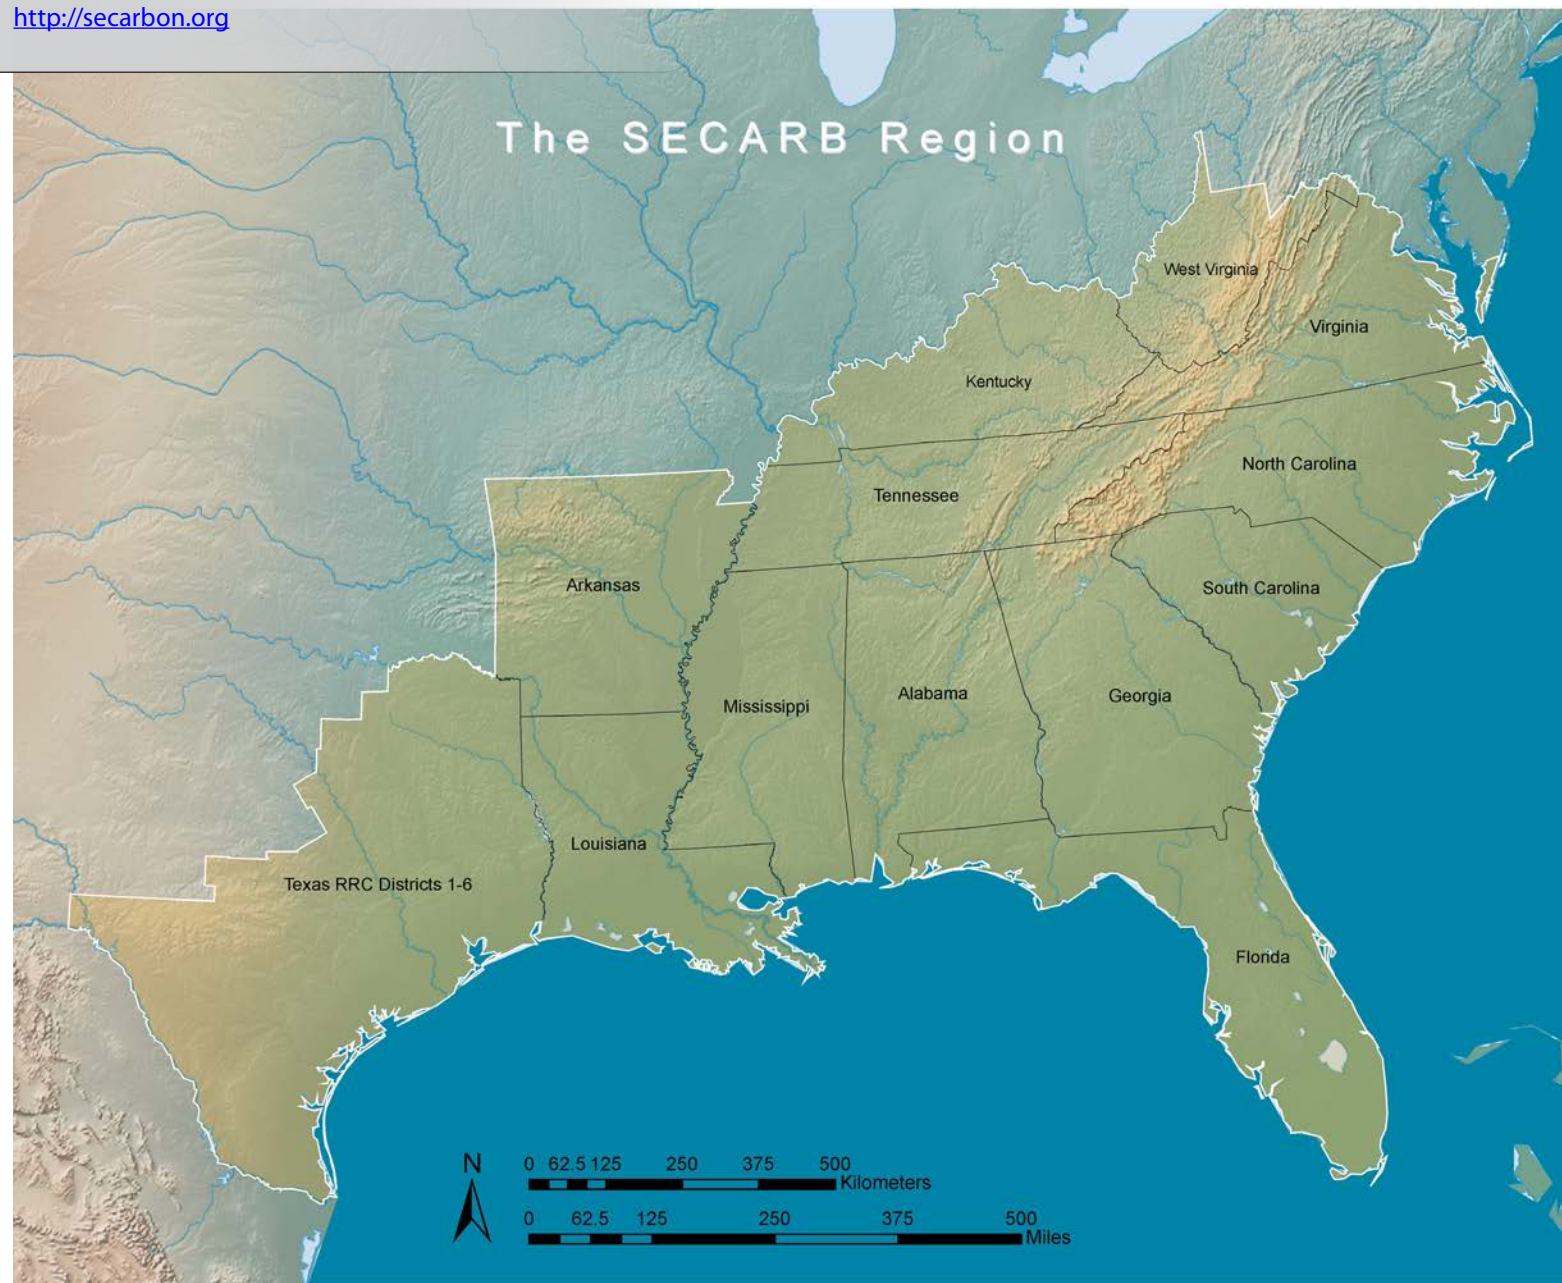 http://secarbon.org
The SECARB Region
West Virginia
Virginia
Kentucky
North Carolina
Tennessee
Arkansas
South Carolina
Mississippi
Alabama
Georgia
Louisiana
Texas RRC Districts 1-6
Florida
N
0 62.5 125 250 375 500
Kilometers
0 62.5 125 250 375 500
Miles